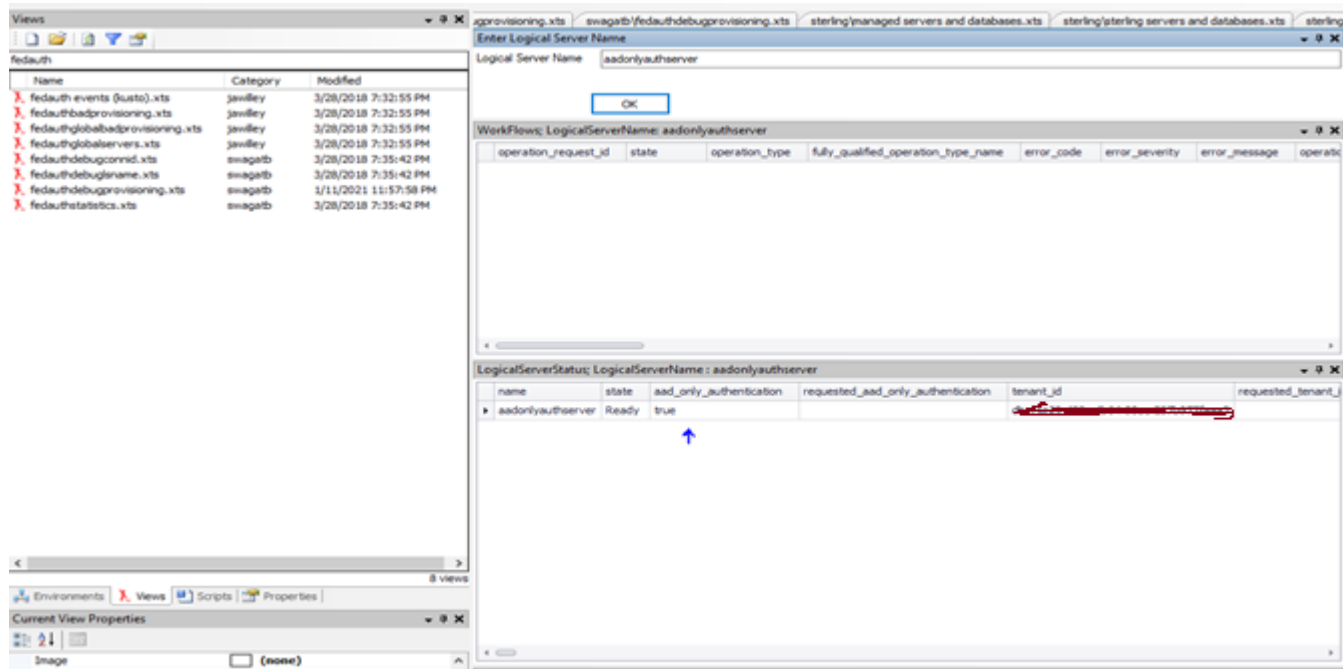 Views
fedauth
Name Category Modified
fedauth events (kusto).xts jawilley 3/28/2018 7:32:55 PM
fedauthbadprovisioning.xts jawilley 3/28/2018 7:32:55 PM
fedauthglobalbadprovisioning.xts jawilley 3/28/2018 7:32:55 PM
fedauthglobalservers.xts jawilley 3/28/2018 7:32:55 PM
fedauthdebugconnid.xts swagatb 3/28/2018 7:35:42 PM
fedauthdebuglsname.xts swagatb 3/28/2018 7:35:42 PM
fedauthdebugprovisioning.xts swagatb 1/11/2021 11:57:58 PM
fedauthstatistics.xts swagatb 3/28/2018 7:35:42 PM
8 views
Environments Views Scripts Properties
Current View Properties
Image (none)
ugprovisioning.xts swagatb\fedauthdebugprovisioning.xts sterling\managed servers and databases.xts sterling\sterling servers and databases.xts sterling
Enter Logical Server Name
Logical Server Name aadonlyauthserver
OK
WorkFlows; LogicalServerName: aadonlyauthserver
operation_request_id state operation_type fully_qualified_operation_type_name error_code error_severity error_message operatio
LogicalServerStatus; LogicalServerName : aadonlyauthserver
name state aad_only_authentication requested_aad_only_authentication tenant_id requested_tenant_i
aadonlyauthserver Ready true